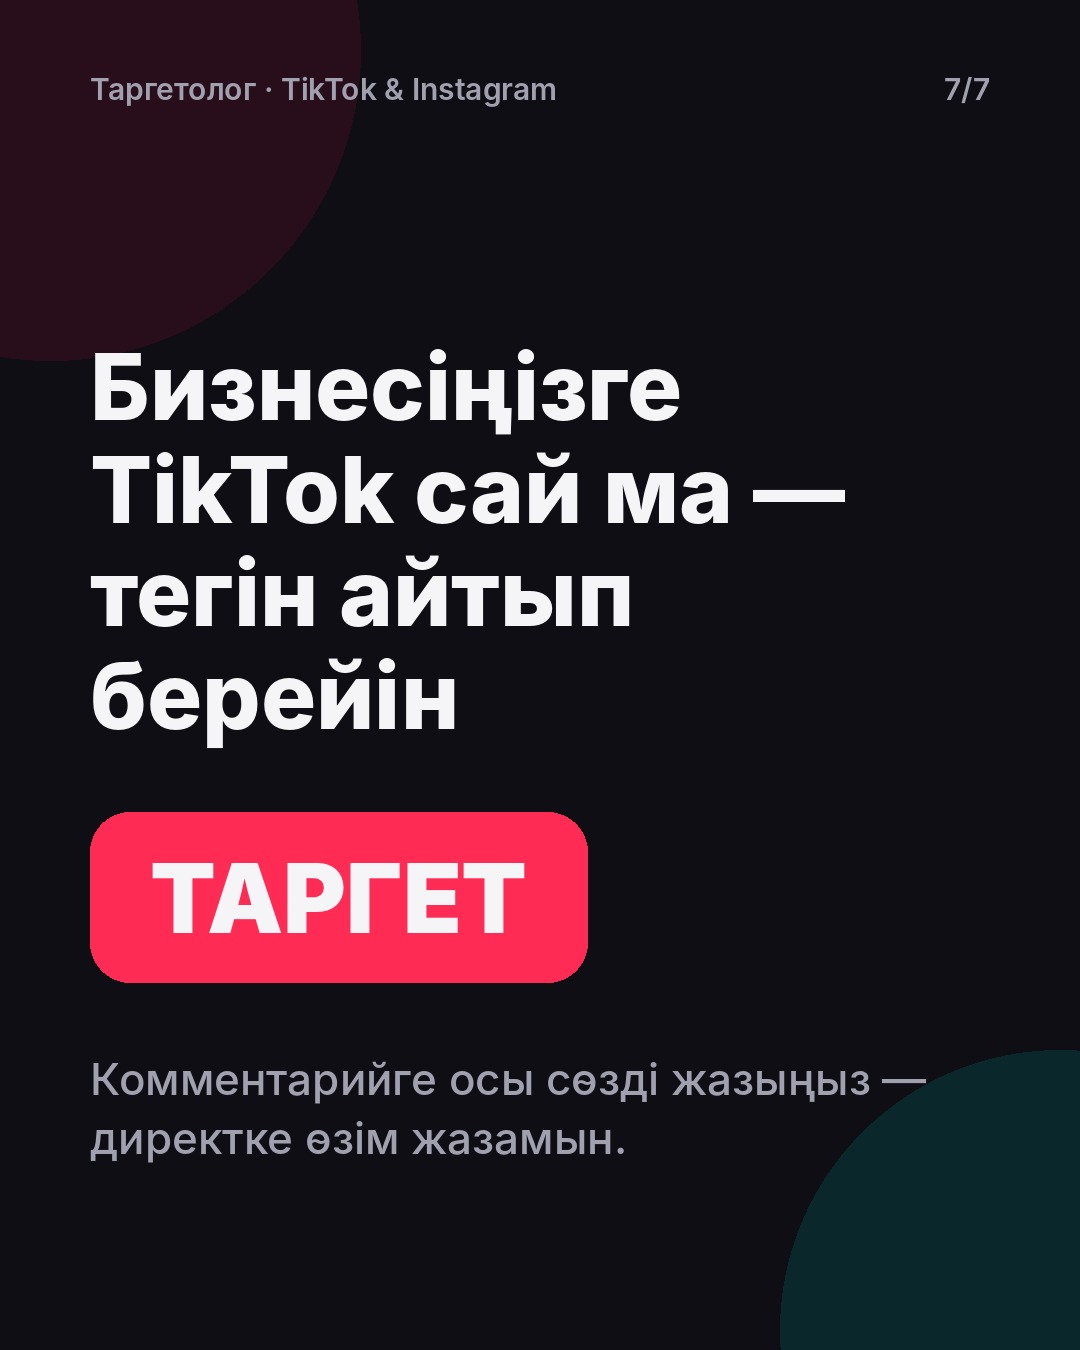 Таргетолог · TikTok & Instagram
7/7
Бизнесіңізге
TikTok сай ма —
тегін айтып
берейін
ТАРГЕТ
Комментарийге осы сөзді жазыңыз —
директке өзім жазамын.